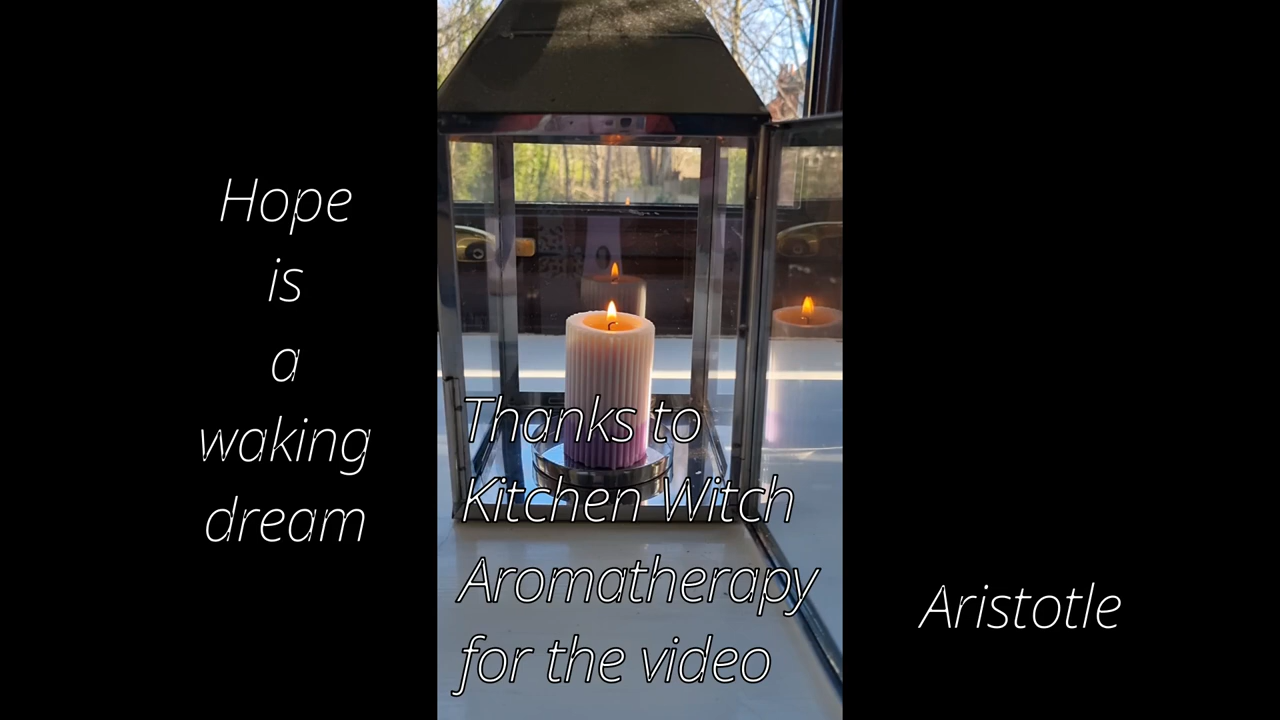 Hope
is
a
waking
dream
Thanks to
Kitchen Witch
Aromatherapy
for the video
Aristotle